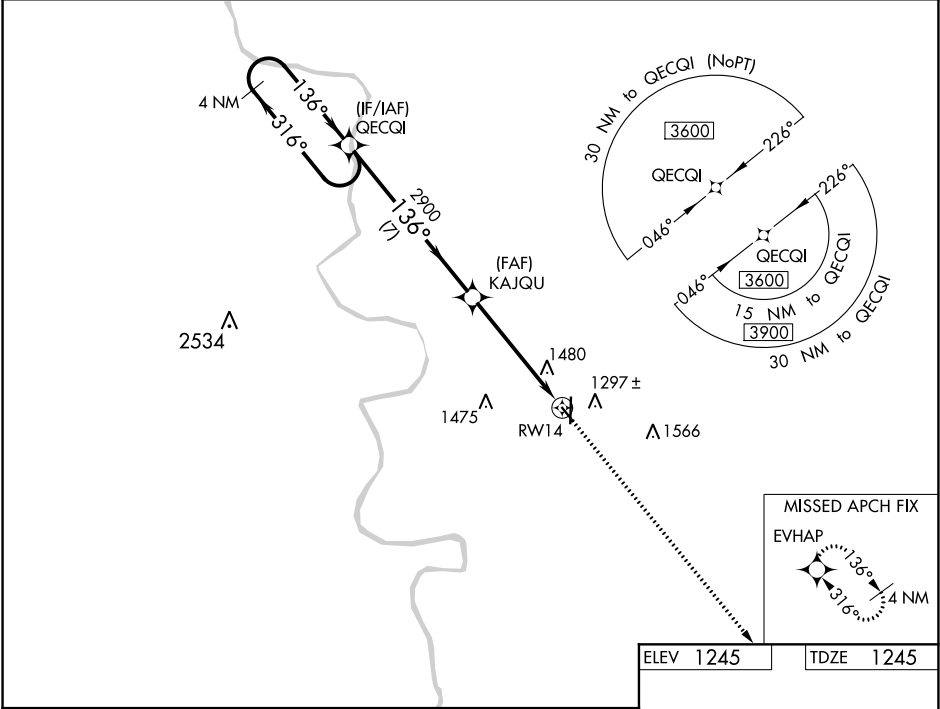 4 NM
136°
316°
(IF/IAF)
QECQI
2900
136°
(7)
(FAF)
KAJQU
2534
1480
1475
1297 ±
RW14
1566
30 NM to QECQI (NoPT)
3600
226°
QECQI
046°
226°
QECQI
046°
3600
15 NM to QECQI
3900
30 NM to QECQI
MISSED APCH FIX
EVHAP
136°
316°
4 NM
ELEV 1245
TDZE 1245